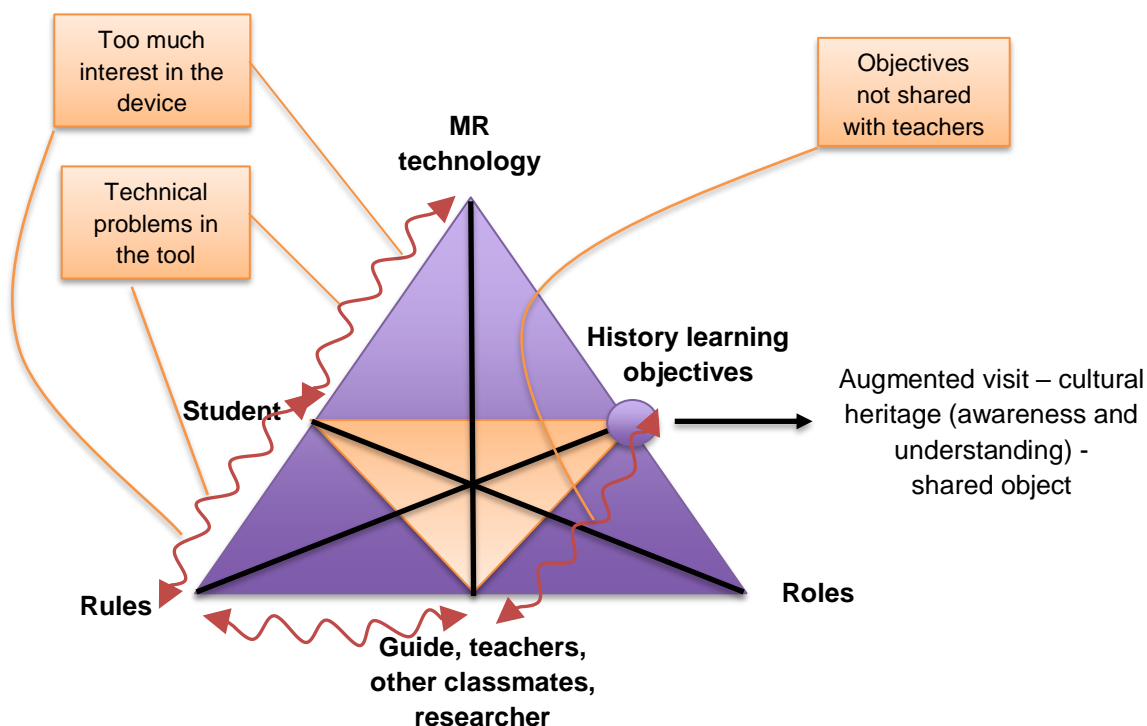 Too much
interest in the
device
Objectives
not shared
with teachers
MR
technology
Technical
problems in
the tool
History learning
objectives
Student
Augmented visit – cultural
heritage (awareness and
understanding) -
shared object
Rules
Roles
Guide, teachers,
other classmates,
researcher